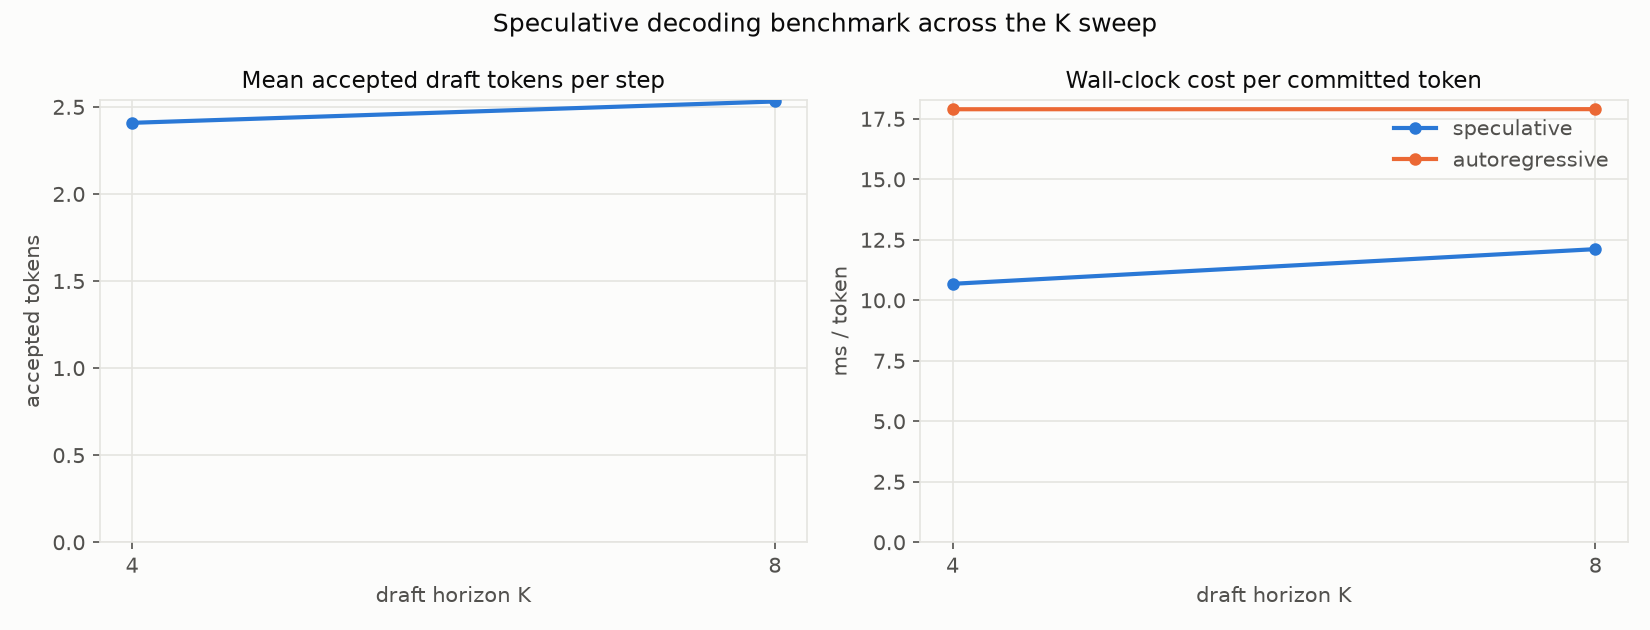 Speculative decoding benchmark across the K sweep
Mean accepted draft tokens per step
2.5
2.0
1.5
1.0
0.5
0.0
accepted tokens
4
8
draft horizon K
Wall-clock cost per committed token
17.5
15.0
12.5
10.0
7.5
5.0
2.5
0.0
ms / token
speculative
autoregressive
4
8
draft horizon K